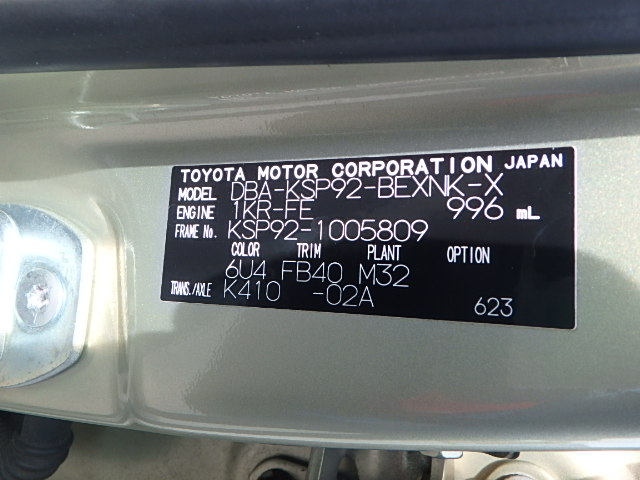 TOYOTA MOTOR CORPORATION JAPAN
MODEL DBA-KSP92-BEXNK-X
ENGINE 1KR-FE 996 mL
FRAME No. KSP92-1005809
COLOR TRIM PLANT OPTION
6U4 FB40 M32
TRANS./AXLE K410 -02A
623